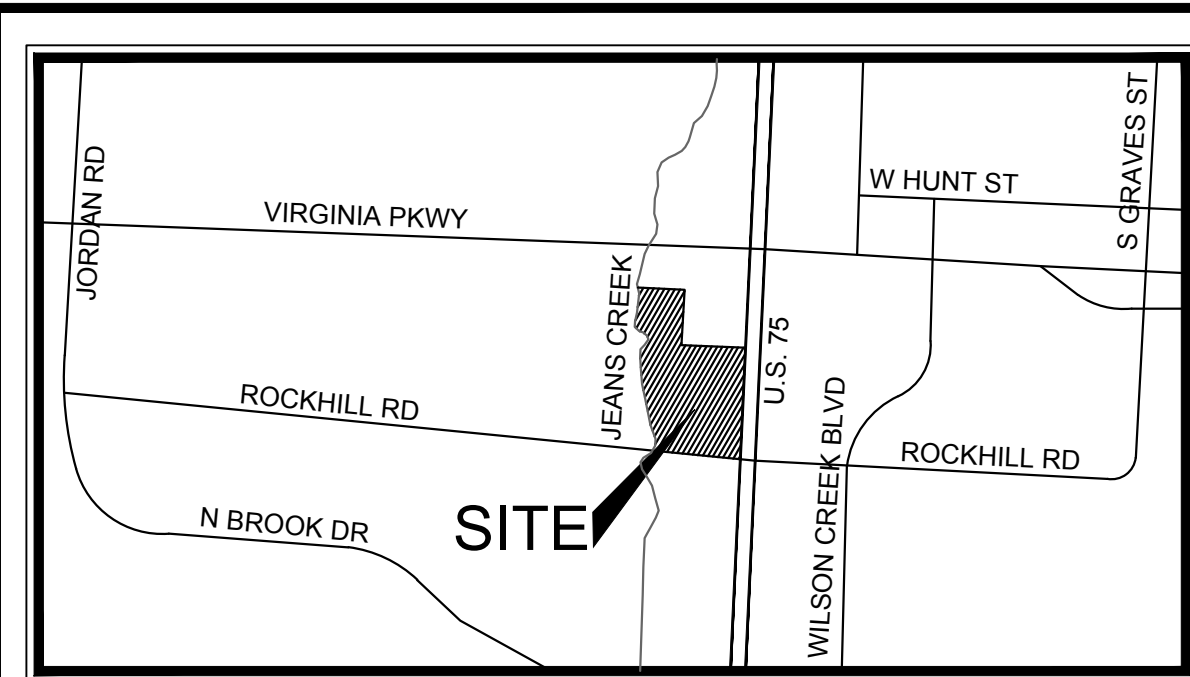 JORDAN RD
VIRGINIA PKWY
W HUNT ST
S GRAVES ST
JEANS CREEK
U.S. 75
ROCKHILL RD
WILSON CREEK BLVD
ROCKHILL RD
N BROOK DR
SITE